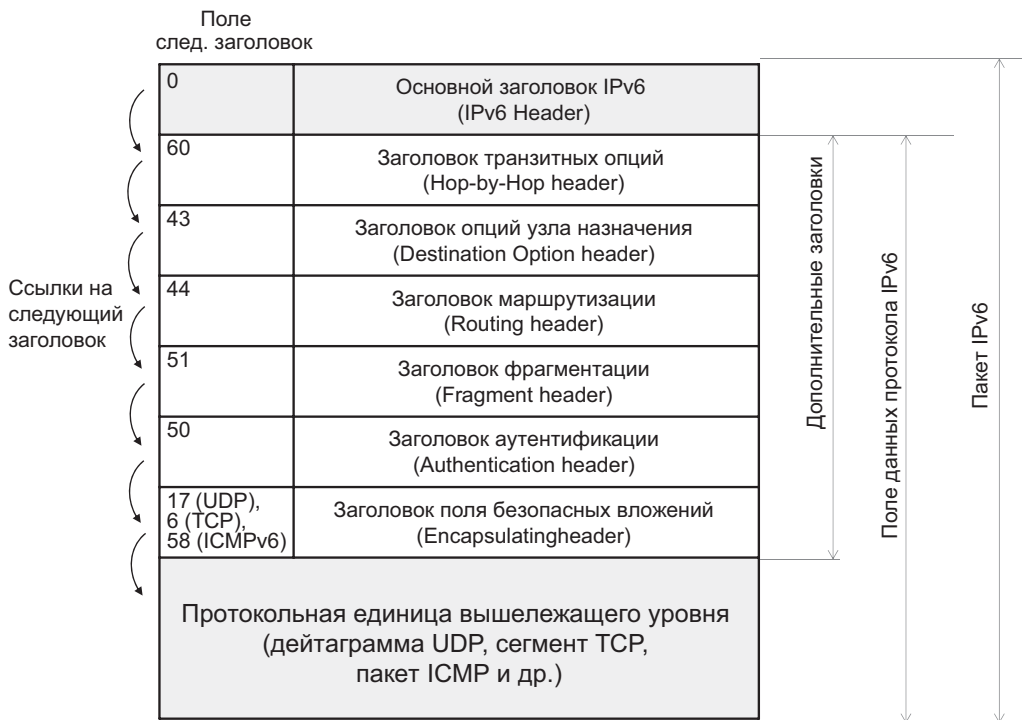 Поле
след. заголовок
0
Основной заголовок IPv6
(IPv6 Header)
60
Заголовок транзитных опций
(Hop-by-Hop header)
43
Заголовок опций узла назначения
(Destination Option header)
44
Заголовок маршрутизации
(Routing header)
51
Заголовок фрагментации
(Fragment header)
50
Заголовок аутентификации
(Authentication header)
17 (UDP),
6 (TCP),
58 (ICMPv6)
Заголовок поля безопасных вложений
(Encapsulatingheader)
Протокольная единица вышележащего уровня
(дейтаграмма UDP, сегмент TCP,
пакет ICMP и др.)
Ссылки на
следующий
заголовок
Дополнительные заголовки
Поле данных протокола IPv6
Пакет IPv6